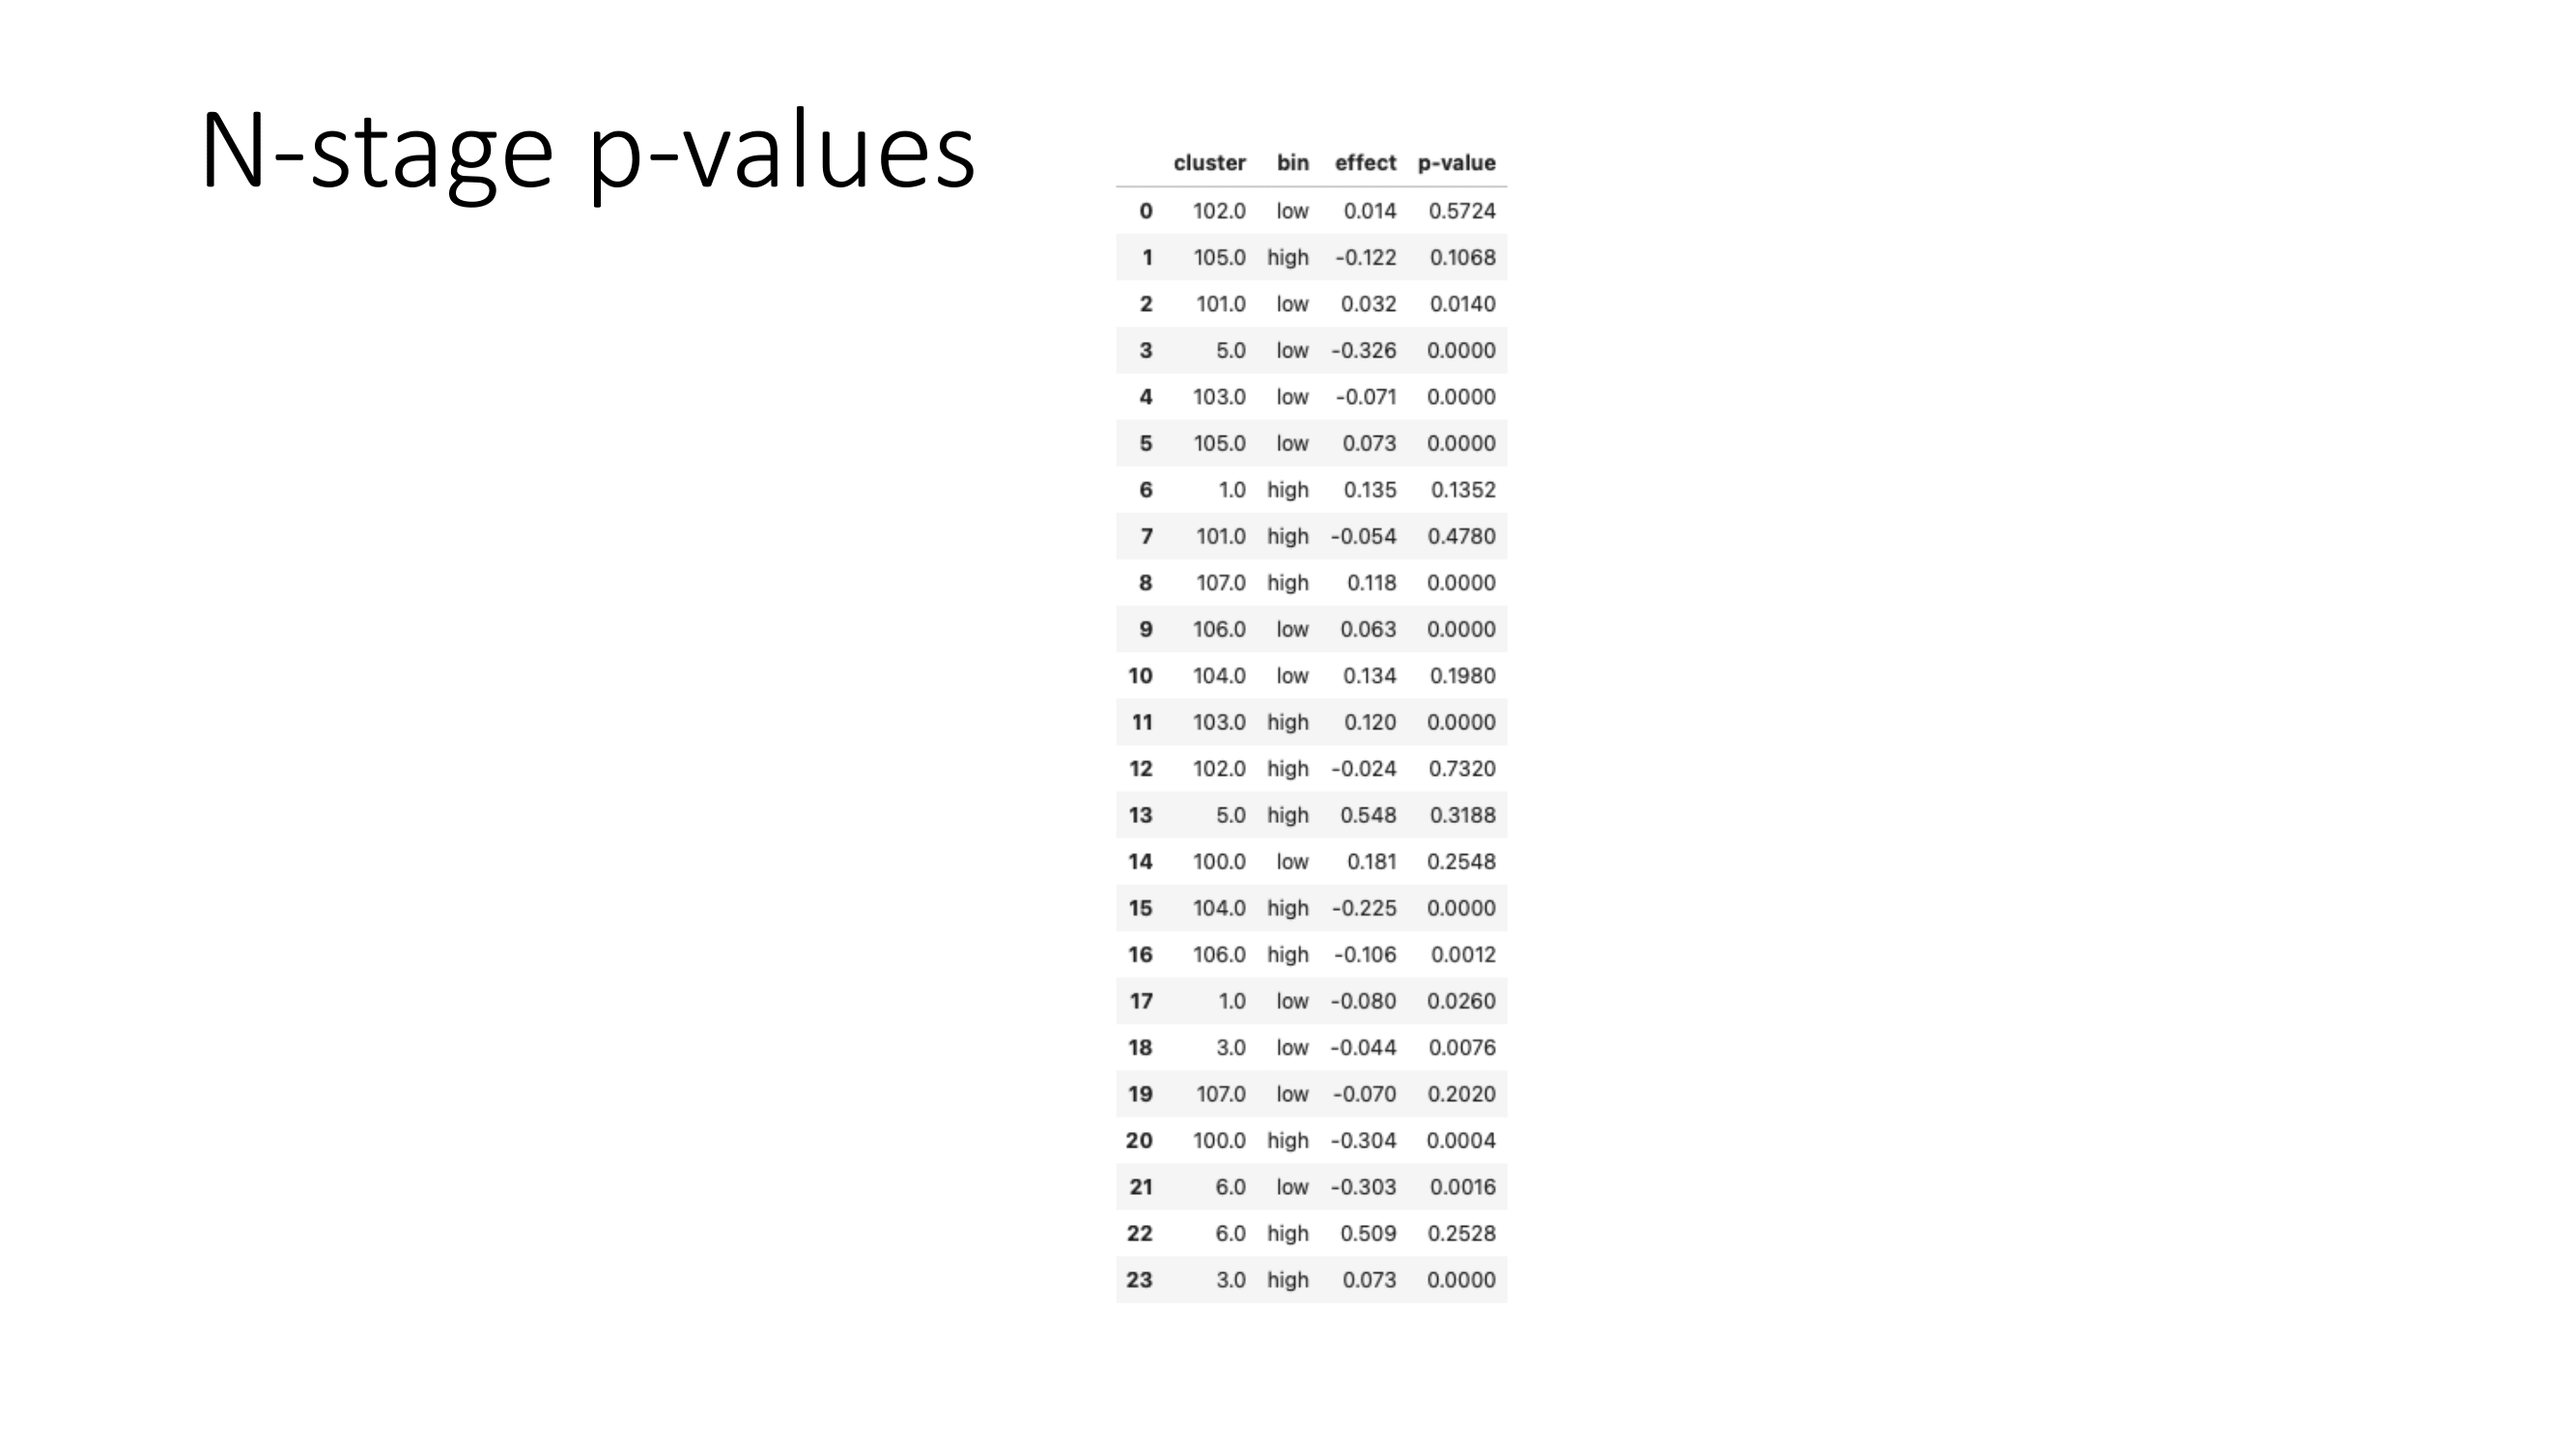 N-stage p-values
cluster bin effect p-value
0 102.0 low 0.014 0.5724
1 105.0 high -0.122 0.1068
2 101.0 low 0.032 0.0140
3 5.0 low -0.326 0.0000
4 103.0 low -0.071 0.0000
5 105.0 low 0.073 0.0000
6 1.0 high 0.135 0.1352
7 101.0 high -0.054 0.4780
8 107.0 high 0.118 0.0000
9 106.0 low 0.063 0.0000
10 104.0 low 0.134 0.1980
11 103.0 high 0.120 0.0000
12 102.0 high -0.024 0.7320
13 5.0 high 0.548 0.3188
14 100.0 low 0.181 0.2548
15 104.0 high -0.225 0.0000
16 106.0 high -0.106 0.0012
17 1.0 low -0.080 0.0260
18 3.0 low -0.044 0.0076
19 107.0 low -0.070 0.2020
20 100.0 high -0.304 0.0004
21 6.0 low -0.303 0.0016
22 6.0 high 0.509 0.2528
23 3.0 high 0.073 0.0000